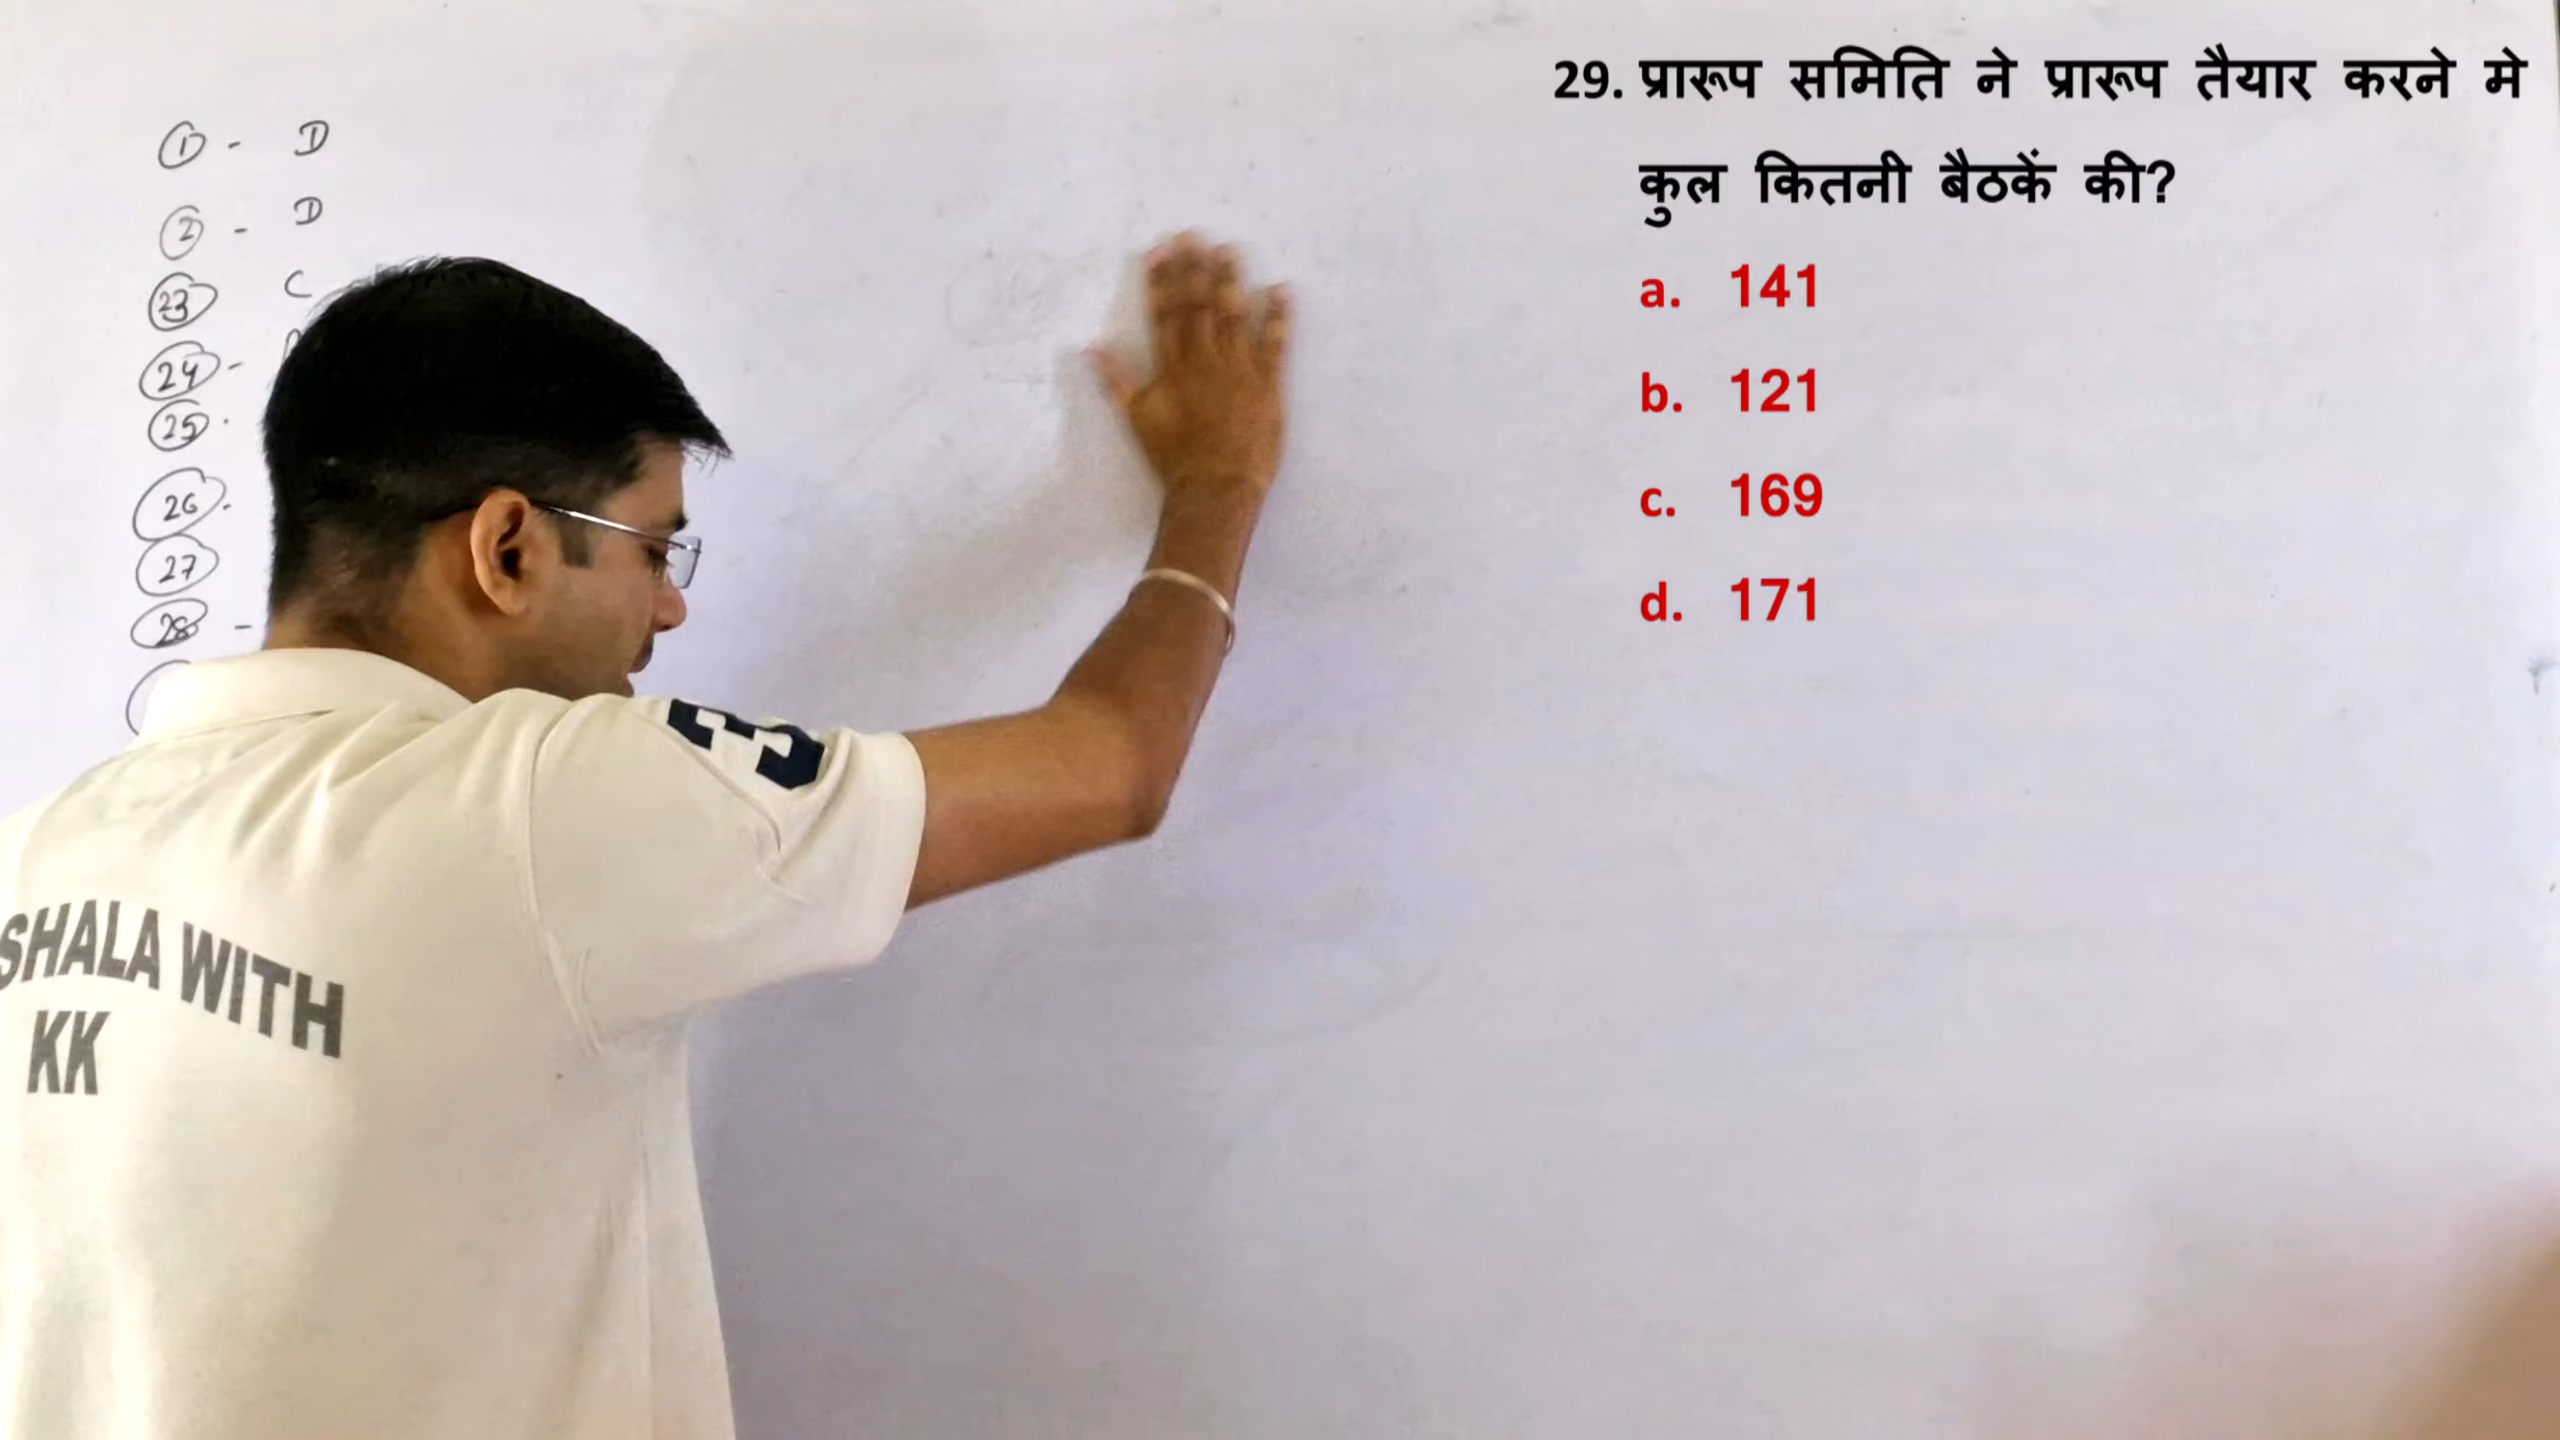 29. प्रारूप समिति ने प्रारूप तैयार करने मे
कुल कितनी बैठकें की?
a. 141
b. 121
c. 169
d. 171
① - D
② - D
㉓ C
㉔ -
㉕ .
㉖ .
㉗
㉘ -
SHALA WITH
KK
3